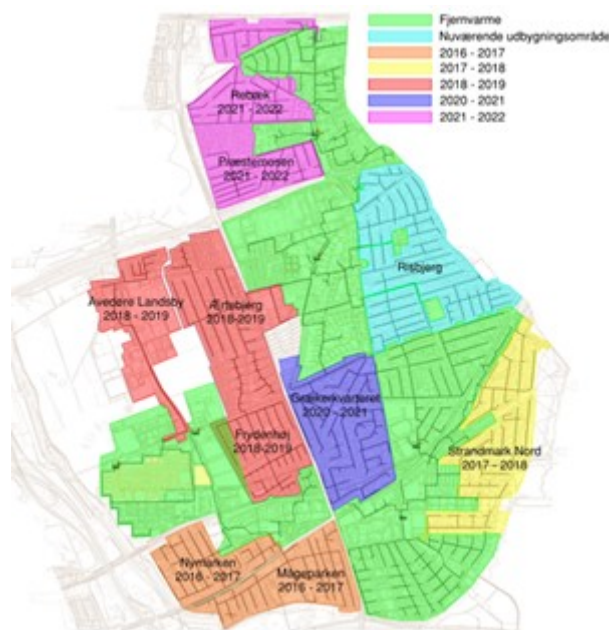 Fjernvarme
Nuværende udbygningsområde
2016 - 2017
2017 - 2018
2018 - 2019
2020 - 2021
2021 - 2022
Rebæk
2021 - 2022
Præstemosen
2021 - 2022
Risbjerg
Avedøre Landsby
2018 - 2019
Ærtebjerg
2018-2019
Grækerkvarteret
2020 - 2021
Frydenhøj
2018-2019
Strandmark Nord
2017 - 2018
Nymarken
2016 - 2017
Mågeparken
2016 - 2017